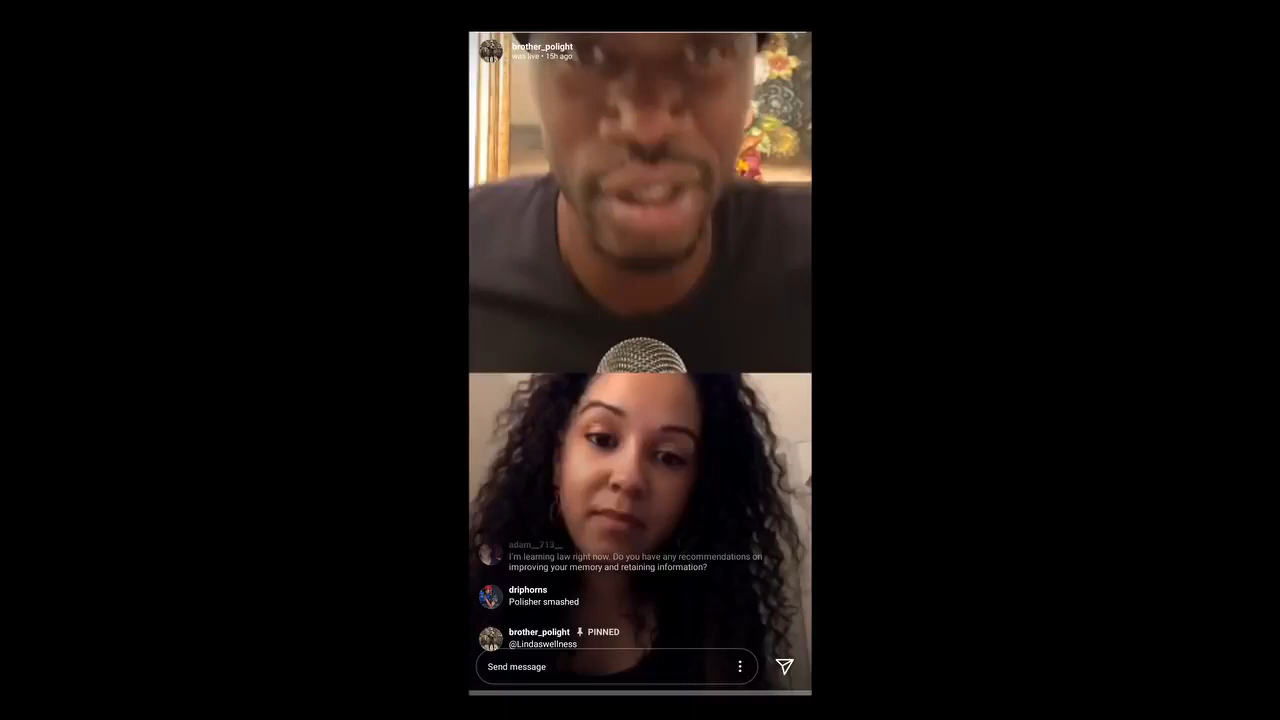 brother_polight
was live • 15h ago
adam__713__
I'm learning law right now. Do you have any recommendations on
improving your memory and retaining information?
driphorns
Polisher smashed
brother_polight PINNED
@Lindaswellness
Send message